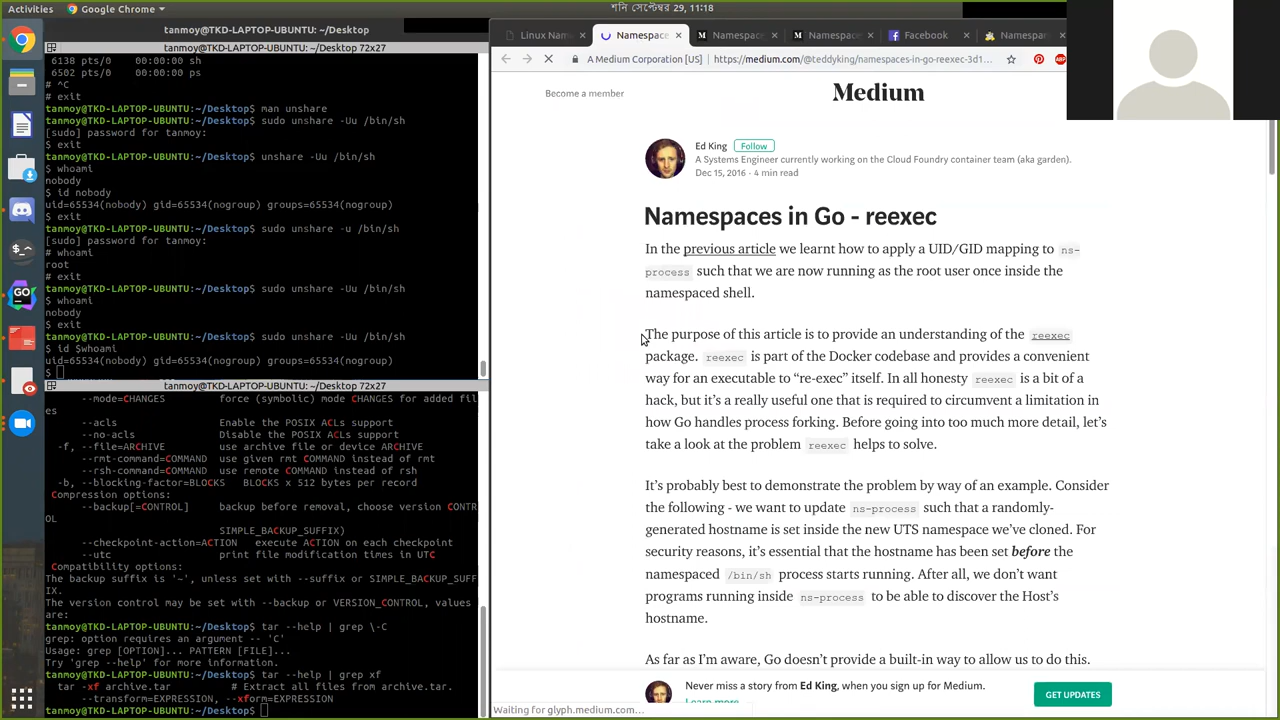 Activities
Google Chrome
শনি সেপ্টেম্বর 29, 11:18
tanmoy@TKD-LAPTOP-UBUNTU: ~/Desktop
tanmoy@TKD-LAPTOP-UBUNTU: ~/Desktop 72x27
6138 pts/0    00:00:00 sh
6502 pts/0    00:00:00 ps
# ^C
# exit
tanmoy@TKD-LAPTOP-UBUNTU:~/Desktop$ man unshare
tanmoy@TKD-LAPTOP-UBUNTU:~/Desktop$ sudo unshare -Uu /bin/sh
[sudo] password for tanmoy:
$ exit
tanmoy@TKD-LAPTOP-UBUNTU:~/Desktop$ unshare -Uu /bin/sh
$ whoami
nobody
$ id nobody
uid=65534(nobody) gid=65534(nogroup) groups=65534(nogroup)
$ exit
tanmoy@TKD-LAPTOP-UBUNTU:~/Desktop$ sudo unshare -u /bin/sh
[sudo] password for tanmoy:
# whoami
root
# exit
tanmoy@TKD-LAPTOP-UBUNTU:~/Desktop$ sudo unshare -Uu /bin/sh
$ whoami
nobody
$ exit
tanmoy@TKD-LAPTOP-UBUNTU:~/Desktop$ sudo unshare -Uu /bin/sh
$ id $whoami
uid=65534(nobody) gid=65534(nogroup) groups=65534(nogroup)
$
tanmoy@TKD-LAPTOP-UBUNTU: ~/Desktop 72x27
--mode=CHANGES         force (symbolic) mode CHANGES for added fil
es
--acls                 Enable the POSIX ACLs support
--no-acls              Disable the POSIX ACLs support
-f, --file=ARCHIVE         use archive file or device ARCHIVE
--rmt-command=COMMAND  use given rmt COMMAND instead of rmt
--rsh-command=COMMAND  use remote COMMAND instead of rsh
-b, --blocking-factor=BLOCKS   BLOCKS x 512 bytes per record
Compression options:
--backup[=CONTROL]     backup before removal, choose version CONTR
OL
SIMPLE_BACKUP_SUFFIX)
--checkpoint-action=ACTION   execute ACTION on each checkpoint
--utc                  print file modification times in UTC
Compatibility options:
The backup suffix is '~', unless set with --suffix or SIMPLE_BACKUP_SUFF
IX.
The version control may be set with --backup or VERSION_CONTROL, values
are:
tanmoy@TKD-LAPTOP-UBUNTU:~/Desktop$ tar --help | grep \-C
grep: option requires an argument -- 'C'
Usage: grep [OPTION]... PATTERN [FILE]...
Try 'grep --help' for more information.
tanmoy@TKD-LAPTOP-UBUNTU:~/Desktop$ tar --help | grep xf
tar -xf archive.tar          # Extract all files from archive.tar.
--transform=EXPRESSION, --xform=EXPRESSION
tanmoy@TKD-LAPTOP-UBUNTU:~/Desktop$
Linux Nam
Namespace
Namespace
Namespace
Facebook
Namespac
A Medium Corporation [US]
https://medium.com/@teddyking/namespaces-in-go-reexec-3d1...
Become a member
Medium
Ed King
Follow
A Systems Engineer currently working on the Cloud Foundry container team (aka garden).
Dec 15, 2016 · 4 min read
Namespaces in Go - reexec
In the previous article we learnt how to apply a UID/GID mapping to ns-
process such that we are now running as the root user once inside the
namespaced shell.
The purpose of this article is to provide an understanding of the reexec
package. reexec is part of the Docker codebase and provides a convenient
way for an executable to “re-exec” itself. In all honesty reexec is a bit of a
hack, but it’s a really useful one that is required to circumvent a limitation in
how Go handles process forking. Before going into too much more detail, let’s
take a look at the problem reexec helps to solve.
It’s probably best to demonstrate the problem by way of an example. Consider
the following - we want to update ns-process such that a randomly-
generated hostname is set inside the new UTS namespace we’ve cloned. For
security reasons, it’s essential that the hostname has been set before the
namespaced /bin/sh process starts running. After all, we don’t want
programs running inside ns-process to be able to discover the Host’s
hostname.
As far as I’m aware, Go doesn’t provide a built-in way to allow us to do this.
Never miss a story from Ed King, when you sign up for Medium.
Learn more
GET UPDATES
Waiting for glyph.medium.com...